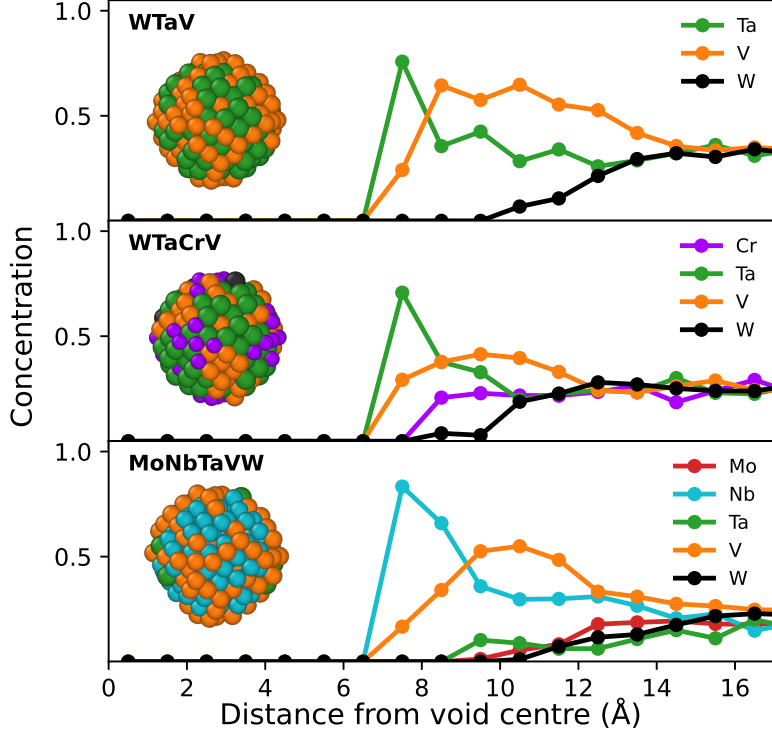 WTaV
1.0
0.5
Ta
V
W
WTaCrV
1.0
0.5
Cr
Ta
V
W
MoNbTaVW
1.0
0.5
Mo
Nb
Ta
V
W
Concentration
0 2 4 6 8 10 12 14 16
Distance from void centre (Å)